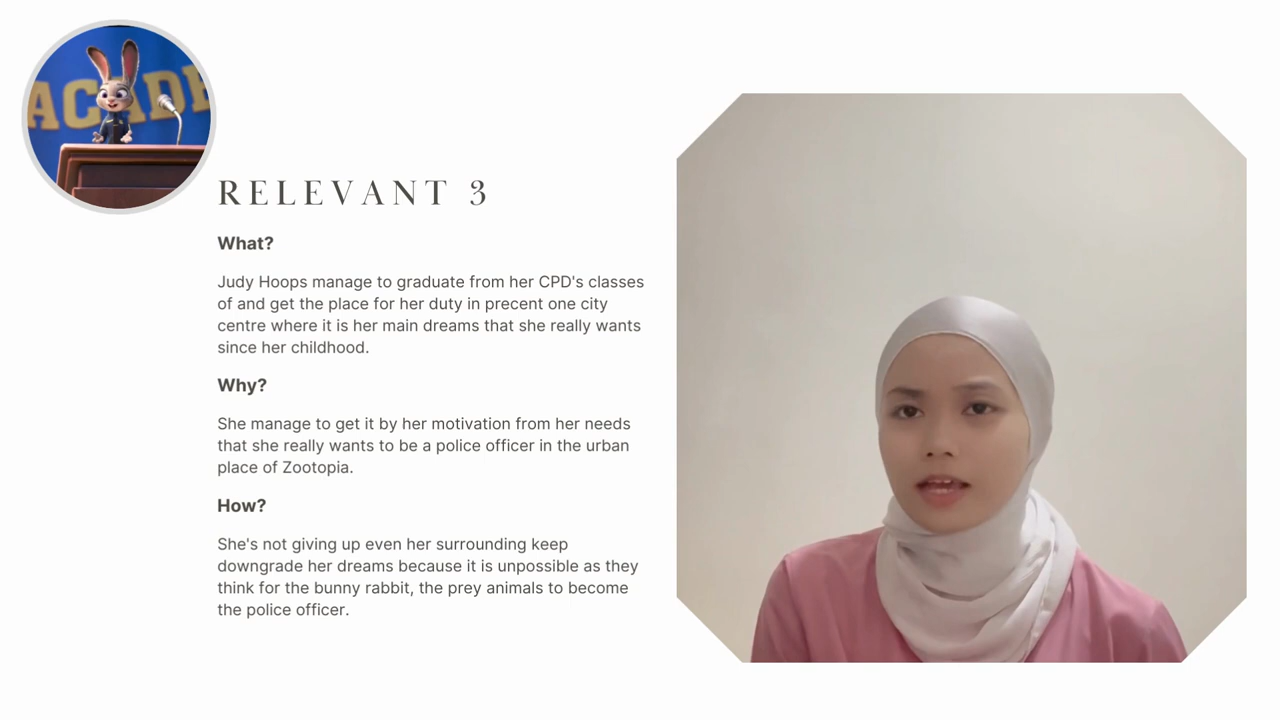 ACADE
RELEVANT 3
What?
Judy Hoops manage to graduate from her CPD's classes
of and get the place for her duty in precent one city
centre where it is her main dreams that she really wants
since her childhood.
Why?
She manage to get it by her motivation from her needs
that she really wants to be a police officer in the urban
place of Zootopia.
How?
She's not giving up even her surrounding keep
downgrade her dreams because it is unpossible as they
think for the bunny rabbit, the prey animals to become
the police officer.